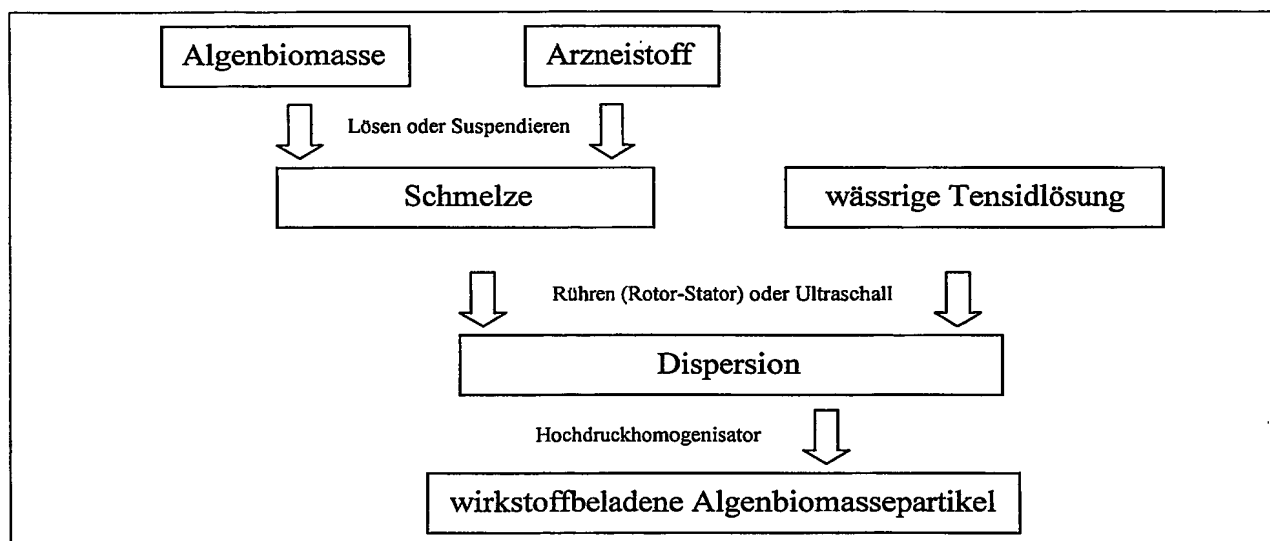 Algenbiomasse
Arzneistoff
Lösen oder Suspendieren
Schmelze
wässrige Tensidlösung
Rühren (Rotor-Stator) oder Ultraschall
Dispersion
Hochdruckhomogenisator
wirkstoffbeladene Algenbiomassepartikel